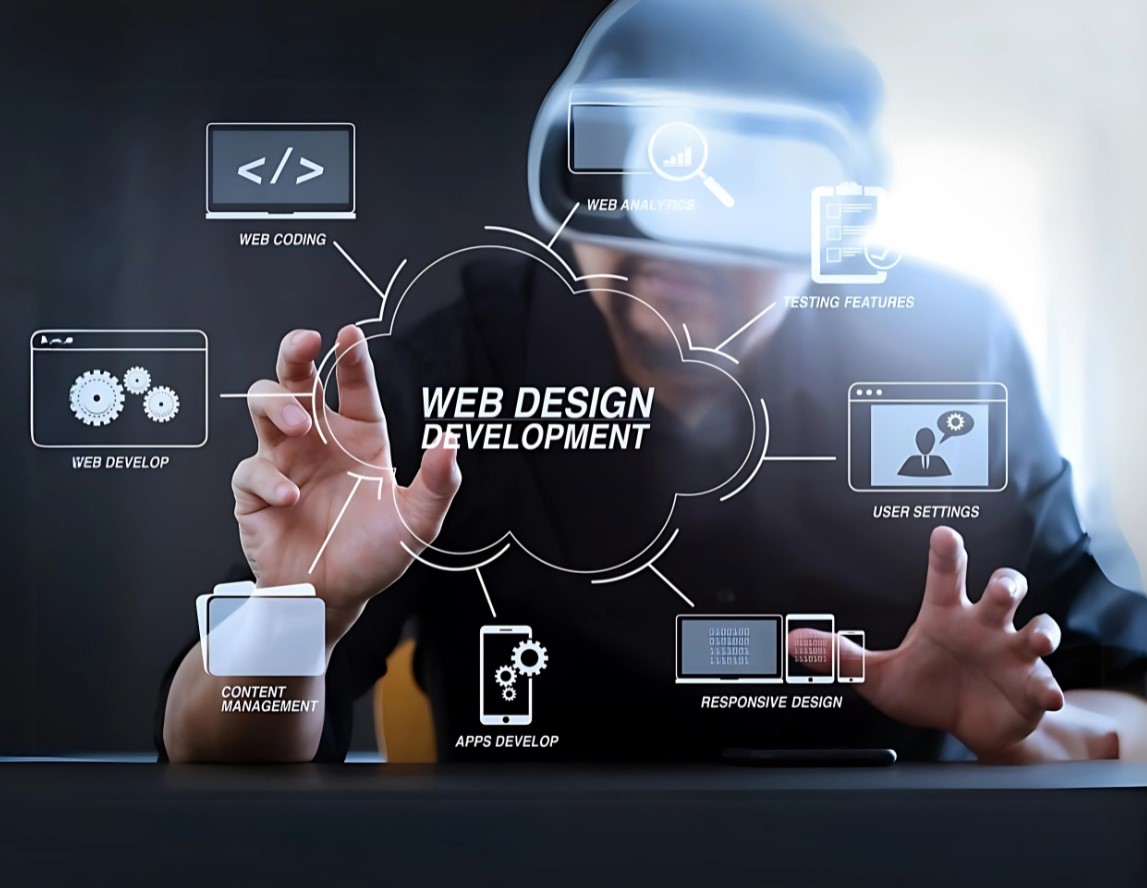 </>
WEB CODING
WEB ANALYTICS
TESTING FEATURES
WEB DEVELOP
WEB DESIGN
DEVELOPMENT
USER SETTINGS
CONTENT
MANAGEMENT
APPS DEVELOP
RESPONSIVE DESIGN